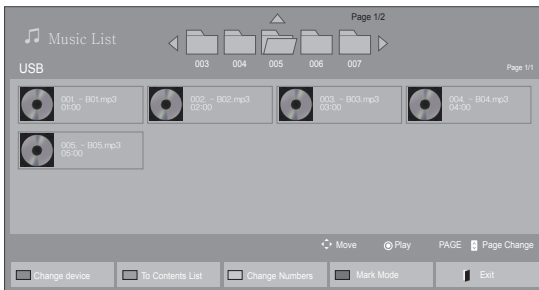 Page 1/2
Music List
003 004 005 006 007
USB
Page 1/1
001. - B01.mp3
01:00
002. - B02.mp3
02:00
003. - B03.mp3
03:00
004. - B04.mp3
04:00
005. - B05.mp3
05:00
Move
Play
PAGE
Page Change
Change device
To Contents List
Change Numbers
Mark Mode
Exit